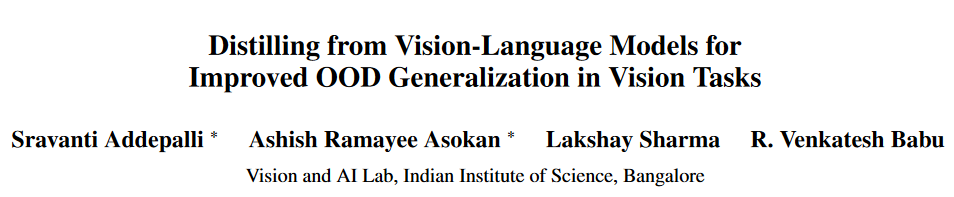 Distilling from Vision-Language Models for
Improved OOD Generalization in Vision Tasks
Sravanti Addepalli * Ashish Ramayee Asokan * Lakshay Sharma R. Venkatesh Babu
Vision and AI Lab, Indian Institute of Science, Bangalore